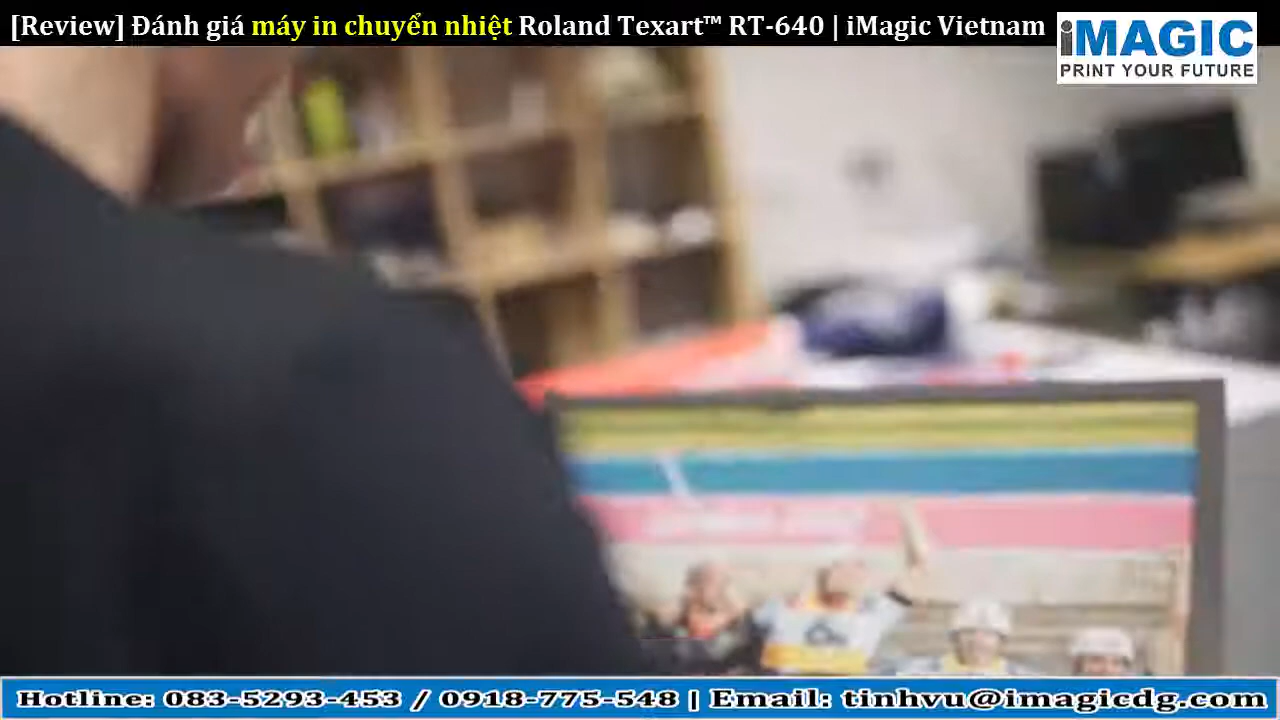 [Review] Đánh giá máy in chuyển nhiệt Roland Texart™ RT-640 | iMagic Vietnam
iMAGIC
PRINT YOUR FUTURE
Hotline: 083-5293-453 / 0918-775-548 | Email: tinhvu@imagicdg.com